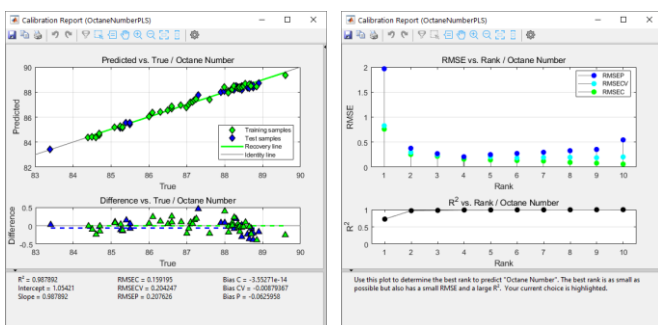 Calibration Report (OctaneNumberPLS)
Predicted vs. True / Octane Number
90
88
86
84
82
Predicted
Training samples
Test samples
Recovery line
Identity line
83 84 85 86 87 88 89 90
True
Difference vs. True / Octane Number
0.5
0
-0.5
Difference
83 84 85 86 87 88 89 90
True
R² = 0.987892 RMSEC = 0.159195 Bias C = -3.55271e-14
Intercept = 1.05421 RMSECV = 0.204247 Bias CV = -0.00879367
Slope = 0.987892 RMSEP = 0.207626 Bias P = -0.0625958
Calibration Report (OctaneNumberPLS)
RMSE vs. Rank / Octane Number
2
1.5
1
0.5
0
RMSE
RMSEP
RMSECV
RMSEC
1 2 3 4 5 6 7 8 9 10
Rank
R² vs. Rank / Octane Number
1
0.5
0
R²
1 2 3 4 5 6 7 8 9 10
Rank
Use this plot to determine the best rank to predict "Octane Number". The best rank is as small as
possible but also has a small RMSE and a large R². Your current choice is highlighted.